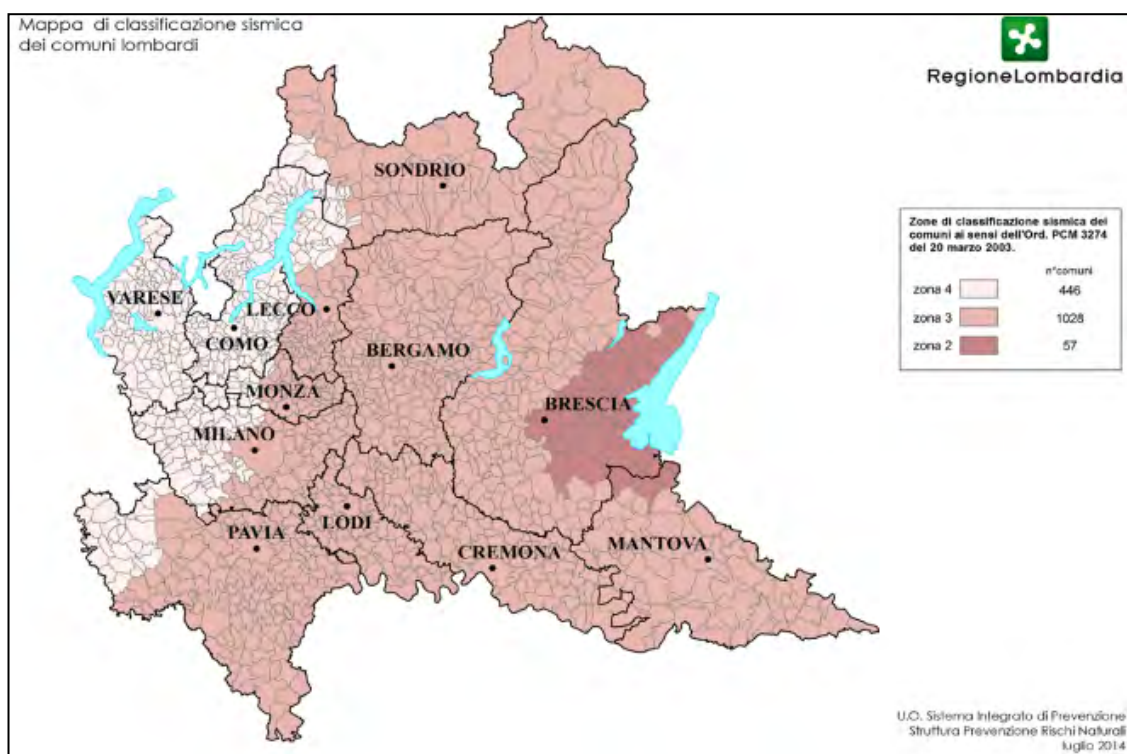 Mappa di classificazione sismica
dei comuni lombardi
RegioneLombardia
SONDRIO
VARESE
LECCO
COMO
BERGAMO
MONZA
BRESCIA
MILANO
LODI
PAVIA
CREMONA
MANTOVA
Zone di classificazione sismica dei
comuni ai sensi dell'Ord. PCM 3274
del 20 marzo 2003.
n°comuni
zona 4 446
zona 3 1028
zona 2 57
U.O. Sistema Integrato di Prevenzione
Struttura Prevenzione Rischi Naturali
luglio 2014